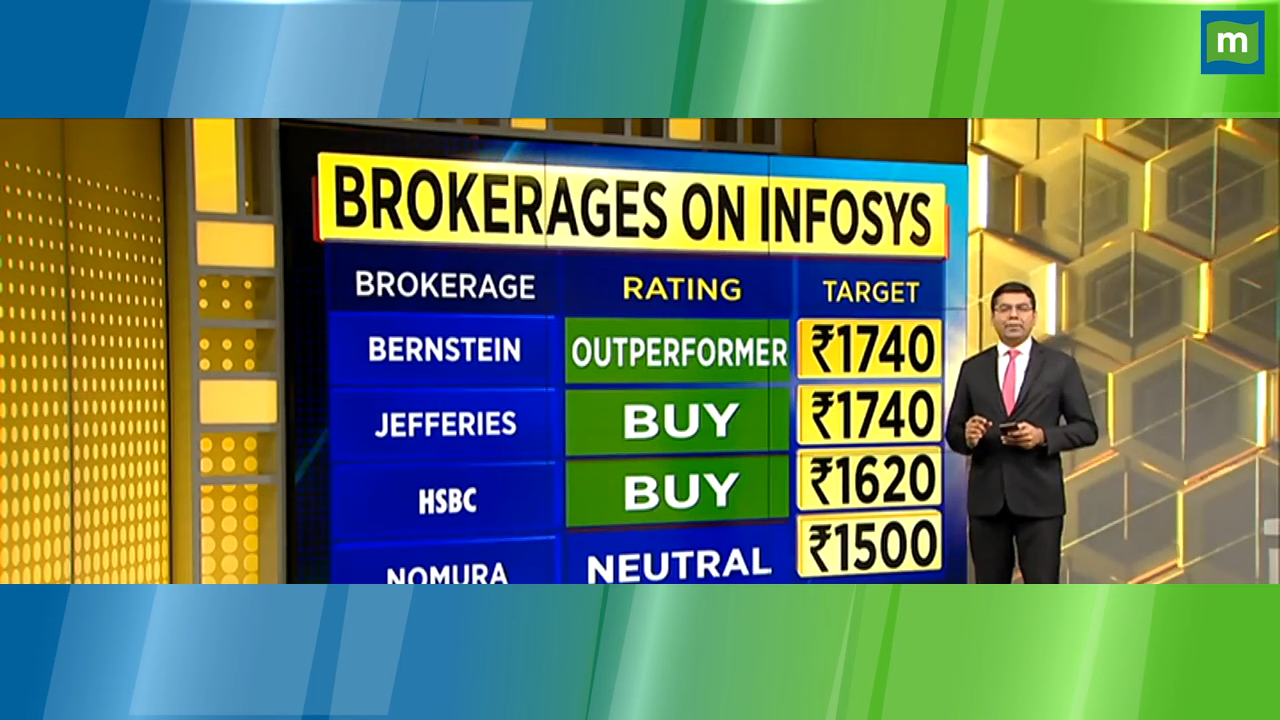 m
BROKERAGES ON INFOSYS
BROKERAGE RATING TARGET
BERNSTEIN OUTPERFORMER ₹1740
JEFFERIES BUY ₹1740
HSBC BUY ₹1620
NOMURA NEUTRAL ₹1500